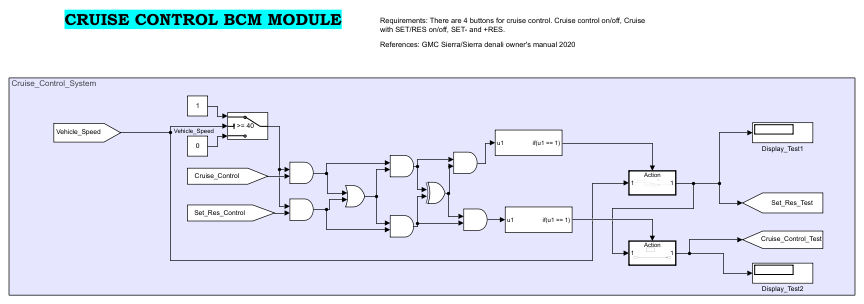 CRUISE CONTROL BCM MODULE
Requirements: There are 4 buttons for cruise control. Cruise control on/off, Cruise
with SET/RES on/off, SET- and +RES.
References: GMC Sierra/Sierra denali owner's manual 2020
Cruise_Control_System
1
Vehicle_Speed
Vehicle_Speed
>= 40
0
Cruise_Control
Set_Res_Control
u1
if(u1 == 1)
u1
if(u1 == 1)
Action
1
1
Action
1
1
Display_Test1
Set_Res_Test
Cruise_Control_Test
Display_Test2